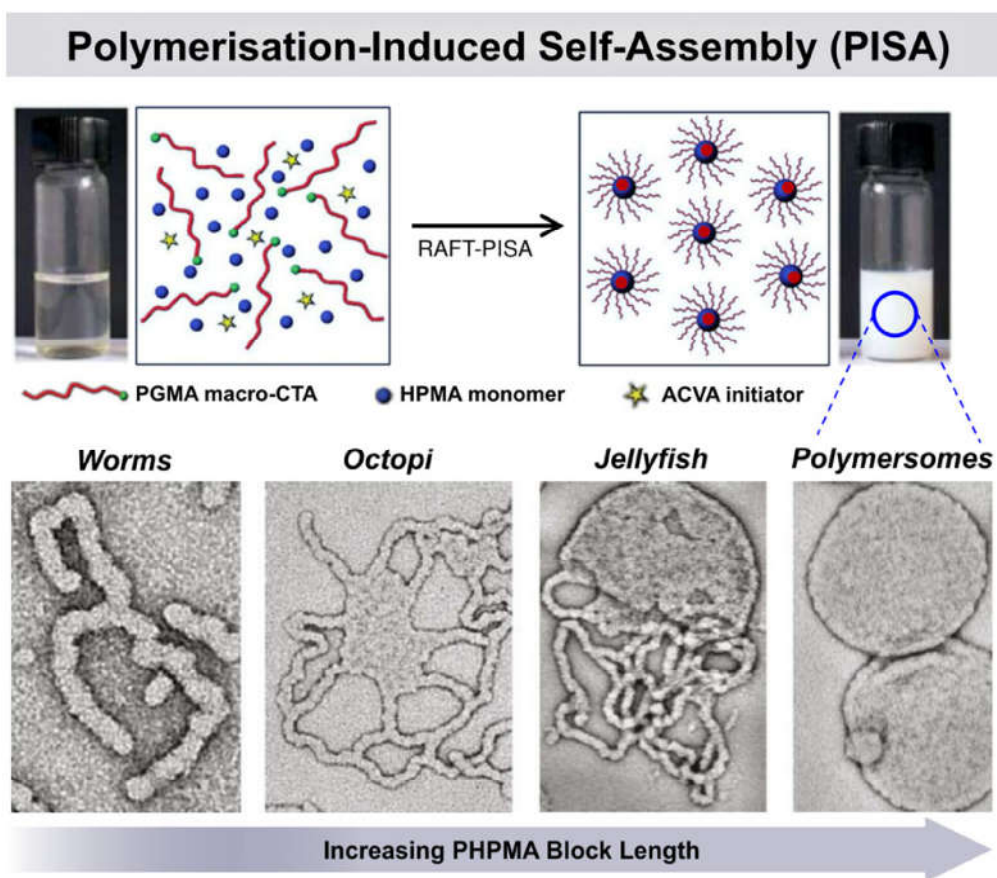 Polymerisation-Induced Self-Assembly (PISA)
RAFT-PISA
PGMA macro-CTA HPMA monomer ACVA initiator
Worms Octopi Jellyfish Polymersomes
Increasing PHPMA Block Length